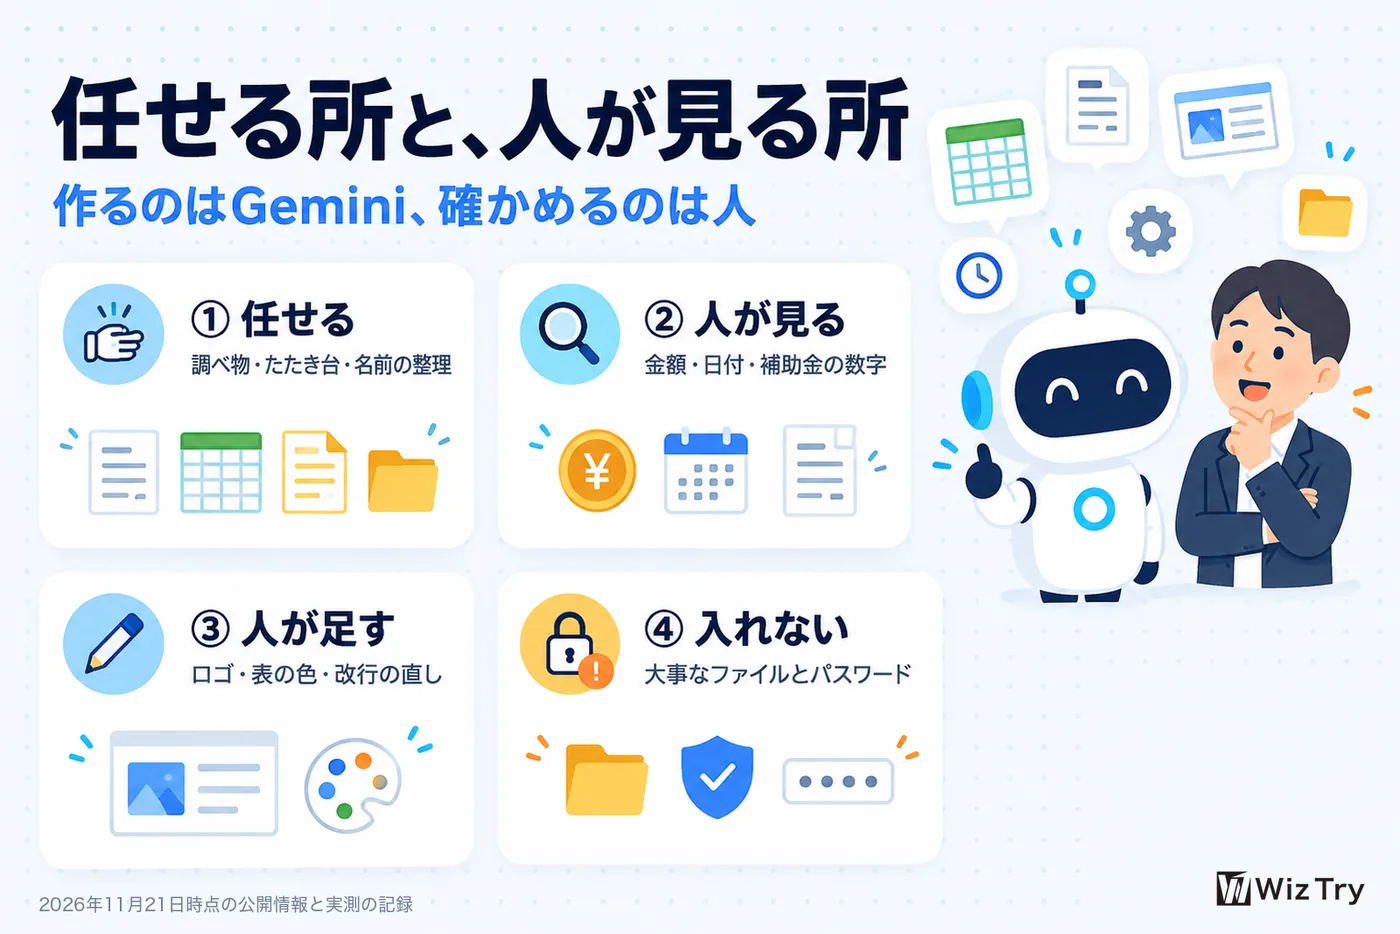 任せる所と、人が見る所
作るのはGemini、確かめるのは人
① 任せる
調べ物・たたき台・名前の整理
② 人が見る
金額・日付・補助金の数字
¥
③ 人が足す
ロゴ・表の色・改行の直し
④ 入れない
大事なファイルとパスワード
2026年11月21日時点の公開情報と実測の記録
Wiz Try